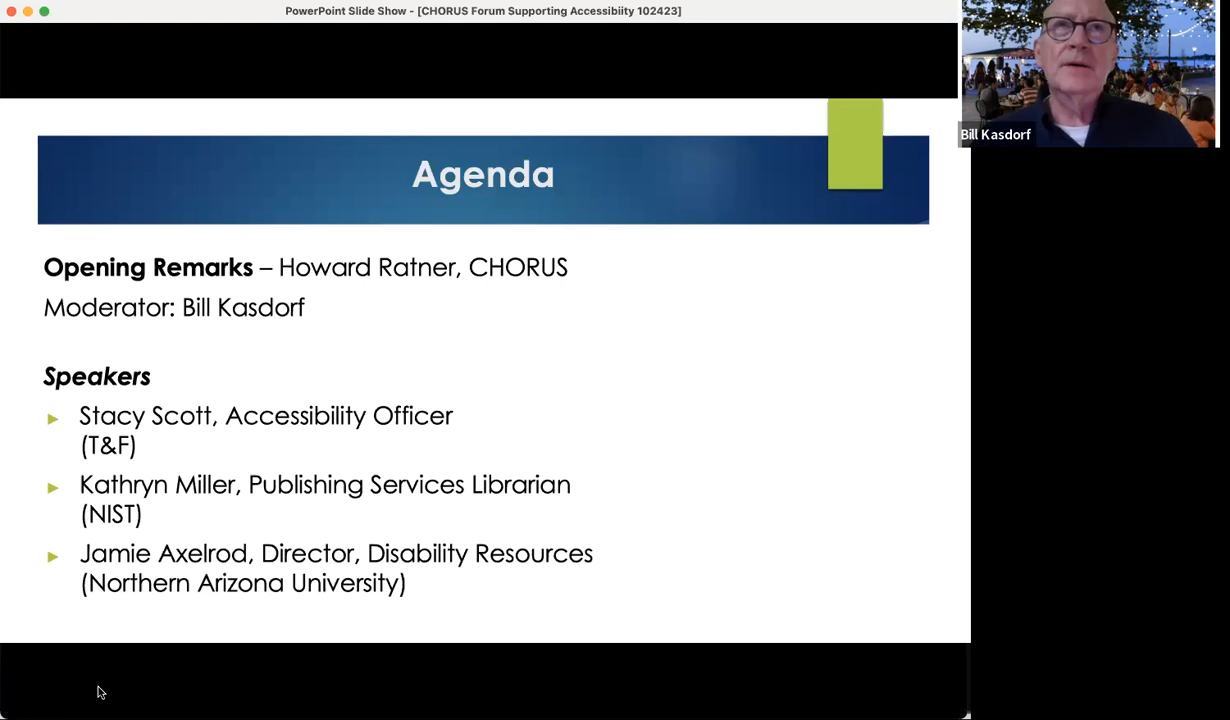 PowerPoint Slide Show - [CHORUS Forum Supporting Accessibiity 102423]
Bill Kasdorf
Agenda
Opening Remarks – Howard Ratner, CHORUS
Moderator: Bill Kasdorf
Speakers
Stacy Scott, Accessibility Officer
(T&F)
Kathryn Miller, Publishing Services Librarian
(NIST)
Jamie Axelrod, Director, Disability Resources
(Northern Arizona University)